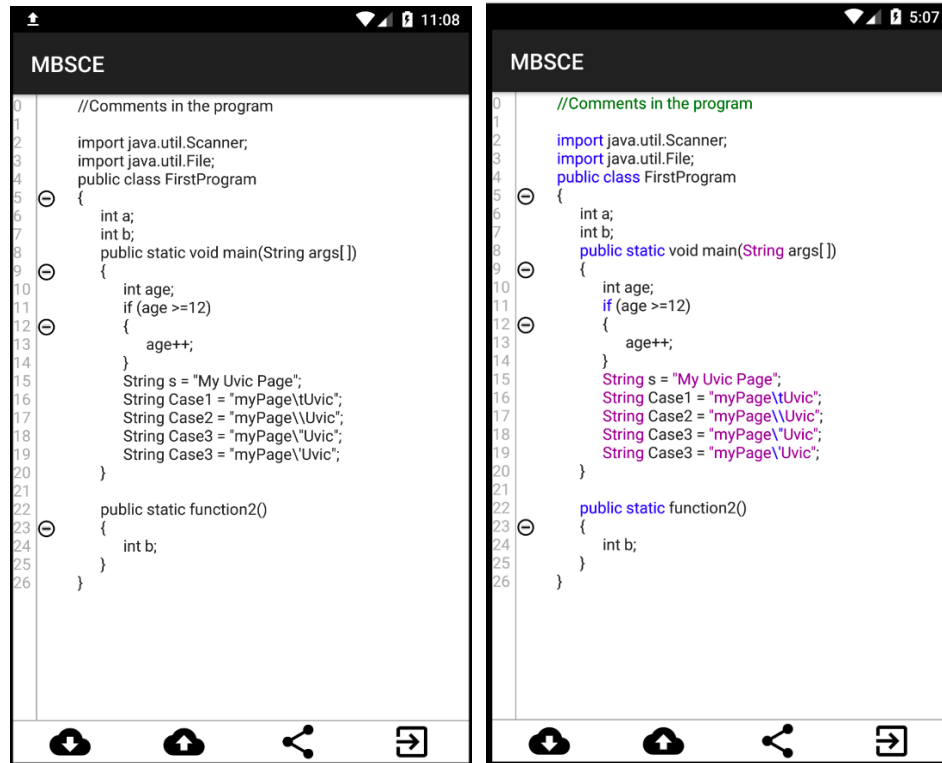 11:08
MBSCE
0 //Comments in the program
1
2 import java.util.Scanner;
3 import java.util.File;
4 public class FirstProgram
5 {
6 int a;
7 int b;
8 public static void main(String args[ ])
9 {
10 int age;
11 if (age >=12)
12 {
13 age++;
14 }
15 String s = "My Uvic Page";
16 String Case1 = "myPage\tUvic";
17 String Case2 = "myPage\\Uvic";
18 String Case3 = "myPage\"Uvic";
19 String Case3 = "myPage\'Uvic";
20 }
21
22 public static function2()
23 {
24 int b;
25 }
26 }
5:07
MBSCE
0 //Comments in the program
1
2 import java.util.Scanner;
3 import java.util.File;
4 public class FirstProgram
5 {
6 int a;
7 int b;
8 public static void main(String args[ ])
9 {
10 int age;
11 if (age >=12)
12 {
13 age++;
14 }
15 String s = "My Uvic Page";
16 String Case1 = "myPage\tUvic";
17 String Case2 = "myPage\\Uvic";
18 String Case3 = "myPage\"Uvic";
19 String Case3 = "myPage\'Uvic";
20 }
21
22 public static function2()
23 {
24 int b;
25 }
26 }